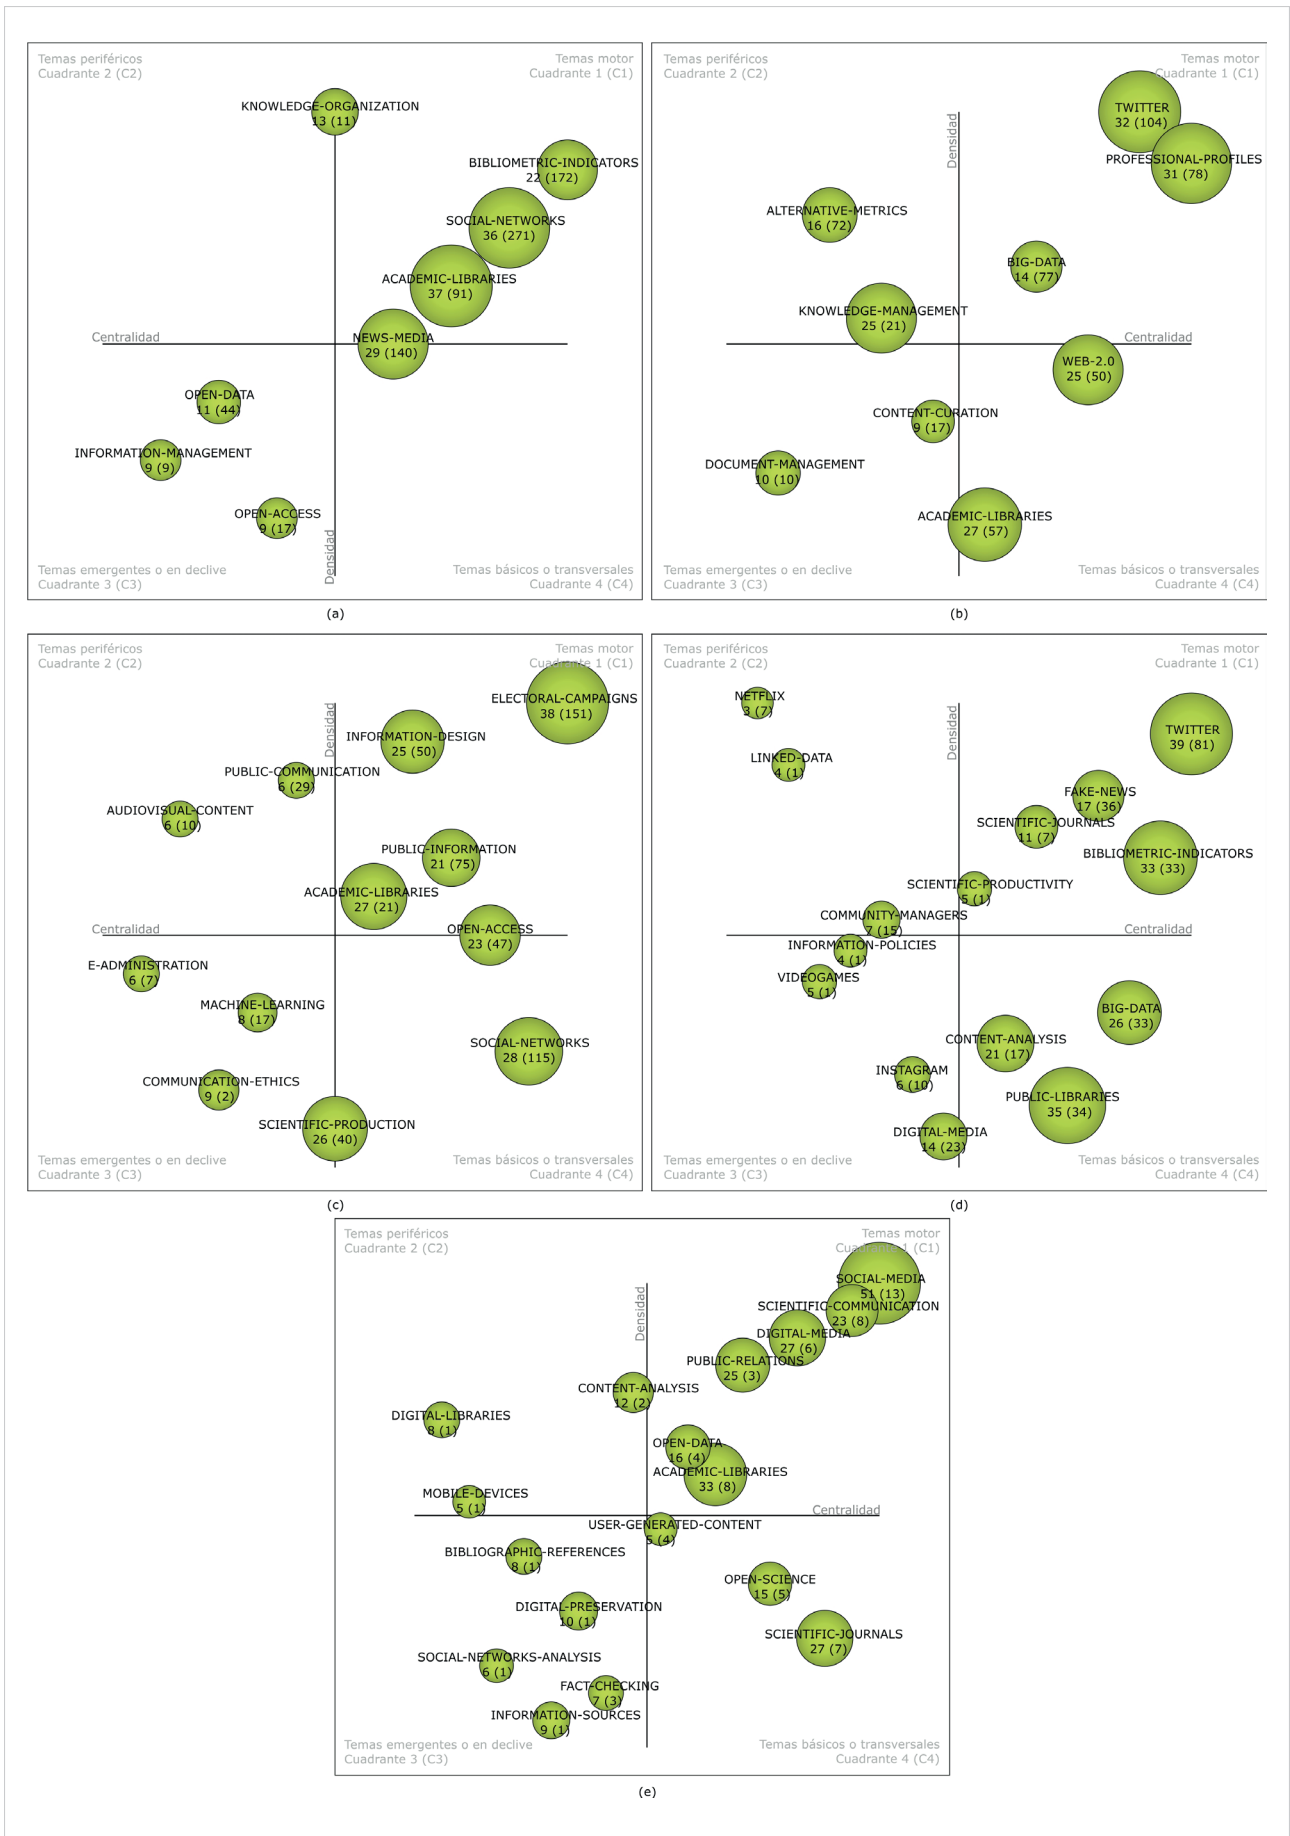 Temas periféricos
Cuadrante 2 (C2)
Temas motor
Cuadrante 1 (C1)
KNOWLEDGE-ORGANIZATION
13 (11)
BIBLIOMETRIC-INDICATORS
22 (172)
SOCIAL-NETWORKS
36 (271)
ACADEMIC-LIBRARIES
37 (91)
Centralidad
NEWS-MEDIA
29 (140)
OPEN-DATA
11 (44)
INFORMATION-MANAGEMENT
9 (9)
OPEN-ACCESS
9 (17)
Densidad
Temas emergentes o en declive
Cuadrante 3 (C3)
Temas básicos o transversales
Cuadrante 4 (C4)
(a)
Temas periféricos
Cuadrante 2 (C2)
Temas motor
Cuadrante 1 (C1)
Densidad
TWITTER
32 (104)
PROFESSIONAL-PROFILES
31 (78)
ALTERNATIVE-METRICS
16 (72)
BIG-DATA
14 (77)
KNOWLEDGE-MANAGEMENT
25 (21)
Centralidad
WEB-2.0
25 (50)
CONTENT-CURATION
9 (17)
DOCUMENT-MANAGEMENT
10 (10)
ACADEMIC-LIBRARIES
27 (57)
Temas emergentes o en declive
Cuadrante 3 (C3)
Temas básicos o transversales
Cuadrante 4 (C4)
(b)
Temas periféricos
Cuadrante 2 (C2)
Temas motor
Cuadrante 1 (C1)
ELECTORAL-CAMPAIGNS
38 (151)
Densidad
INFORMATION-DESIGN
25 (50)
PUBLIC-COMMUNICATION
6 (29)
AUDIOVISUAL-CONTENT
6 (10)
PUBLIC-INFORMATION
21 (75)
ACADEMIC-LIBRARIES
27 (21)
Centralidad
OPEN-ACCESS
23 (47)
E-ADMINISTRATION
6 (7)
MACHINE-LEARNING
8 (17)
SOCIAL-NETWORKS
28 (115)
COMMUNICATION-ETHICS
9 (2)
SCIENTIFIC-PRODUCTION
26 (40)
Temas emergentes o en declive
Cuadrante 3 (C3)
Temas básicos o transversales
Cuadrante 4 (C4)
(c)
Temas periféricos
Cuadrante 2 (C2)
Temas motor
Cuadrante 1 (C1)
NETFLIX
3 (7)
Densidad
TWITTER
39 (81)
LINKED-DATA
4 (1)
FAKE-NEWS
17 (36)
SCIENTIFIC-JOURNALS
11 (7)
BIBLIOMETRIC-INDICATORS
33 (33)
SCIENTIFIC-PRODUCTIVITY
5 (1)
COMMUNITY-MANAGERS
7 (15)
Centralidad
INFORMATION-POLICIES
4 (1)
VIDEOGAMES
5 (1)
BIG-DATA
26 (33)
CONTENT-ANALYSIS
21 (17)
INSTAGRAM
6 (10)
PUBLIC-LIBRARIES
35 (34)
DIGITAL-MEDIA
14 (23)
Temas emergentes o en declive
Cuadrante 3 (C3)
Temas básicos o transversales
Cuadrante 4 (C4)
(d)
Temas periféricos
Cuadrante 2 (C2)
Temas motor
Cuadrante 1 (C1)
SOCIAL-MEDIA
51 (13)
Densidad
SCIENTIFIC-COMMUNICATION
23 (8)
DIGITAL-MEDIA
27 (6)
PUBLIC-RELATIONS
25 (3)
CONTENT-ANALYSIS
12 (2)
DIGITAL-LIBRARIES
8 (1)
OPEN-DATA
16 (4)
ACADEMIC-LIBRARIES
33 (8)
MOBILE-DEVICES
5 (1)
Centralidad
USER-GENERATED-CONTENT
5 (4)
BIBLIOGRAPHIC-REFERENCES
8 (1)
OPEN-SCIENCE
15 (5)
DIGITAL-PRESERVATION
10 (1)
SCIENTIFIC-JOURNALS
27 (7)
SOCIAL-NETWORKS-ANALYSIS
6 (1)
FACT-CHECKING
7 (3)
INFORMATION-SOURCES
9 (1)
Temas emergentes o en declive
Cuadrante 3 (C3)
Temas básicos o transversales
Cuadrante 4 (C4)
(e)